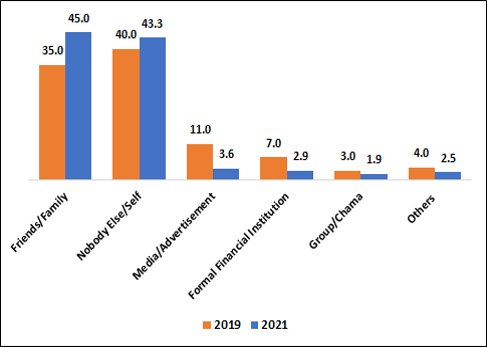 35.0 45.0 40.0 43.3 11.0 3.6 7.0 2.9 3.0 1.9 4.0 2.5
Friends/Family
Nobody Else/Self
Media/Advertisement
Formal Financial Institution
Group/Chama
Others
2019 2021